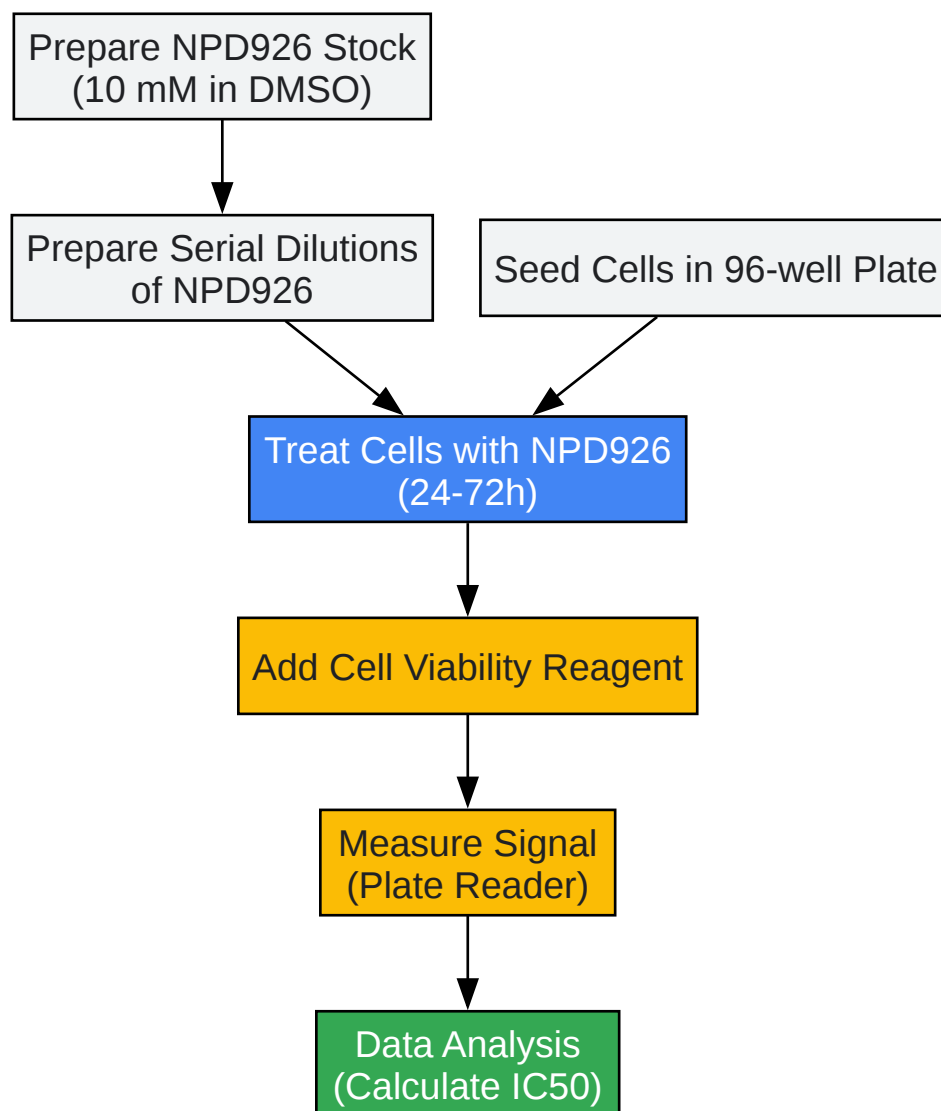 Prepare NPD926 Stock
(10 mM in DMSO)
Prepare Serial Dilutions
of NPD926
Seed Cells in 96-well Plate
Treat Cells with NPD926
(24-72h)
Add Cell Viability Reagent
Measure Signal
(Plate Reader)
Data Analysis
(Calculate IC50)